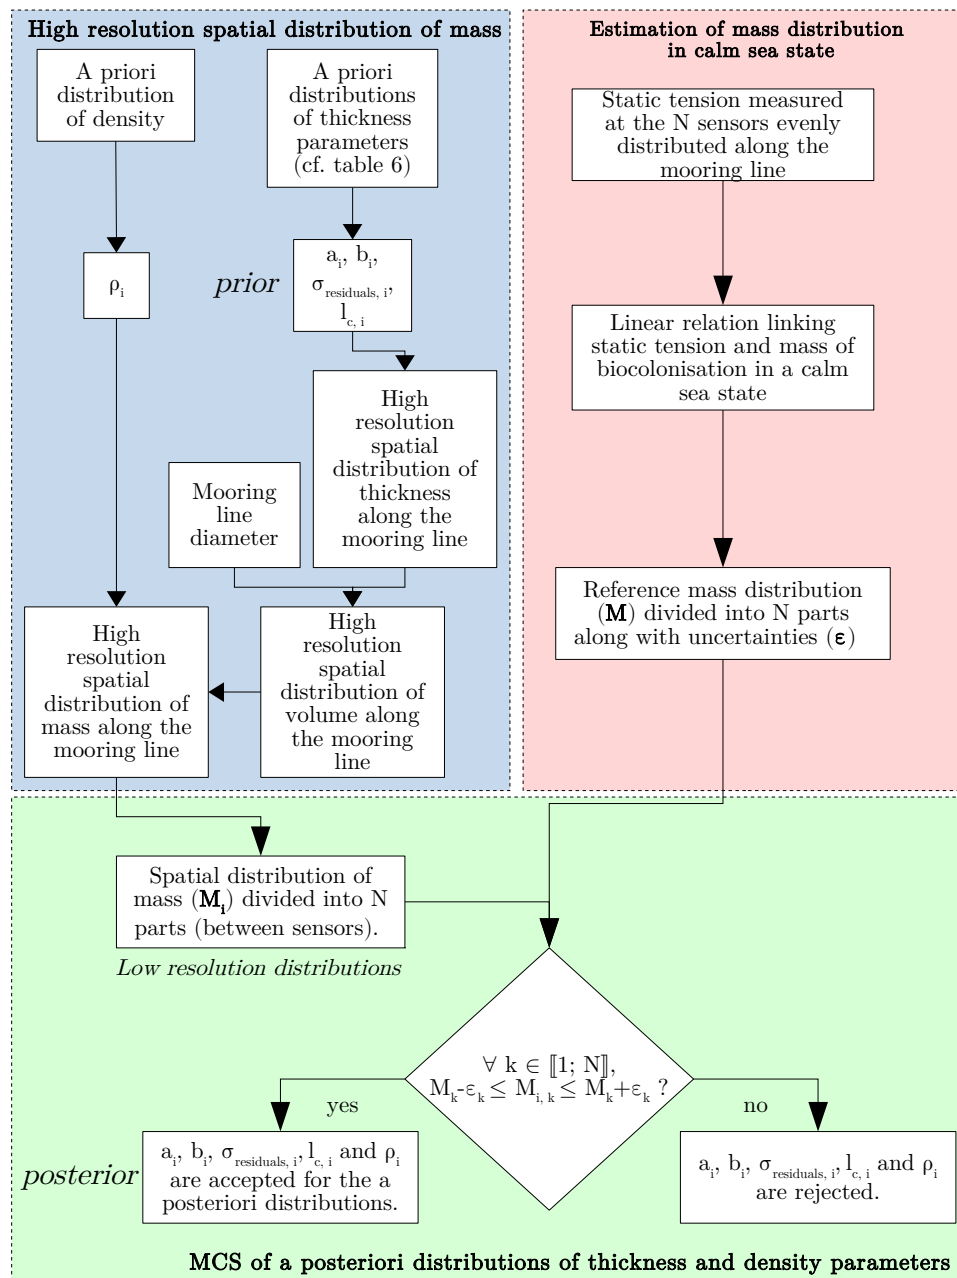 High resolution spatial distribution of mass
A priori
distribution
of density
A priori
distributions
of thickness
parameters
(cf. table 6)
ρi
prior
ai, bi,
σresiduals, i,
lc, i
High
resolution
spatial
distribution of
thickness
along the
mooring line
Mooring
line
diameter
High
resolution
spatial
distribution of
mass along the
mooring line
High
resolution
spatial
distribution of
volume along
the mooring
line
Estimation of mass distribution
in calm sea state
Static tension measured
at the N sensors evenly
distributed along the
mooring line
Linear relation linking
static tension and mass of
biocolonisation in a calm
sea state
Reference mass distribution
(M) divided into N parts
along with uncertainties (ε)
Spatial distribution of
mass (Mi) divided into N
parts (between sensors).
Low resolution distributions
∀ k ∈ ⟦1; N⟧,
Mk-εk ≤ Mi, k ≤ Mk+εk ?
yes
no
posterior
ai, bi, σresiduals, i, lc, i and ρi
are accepted for the a
posteriori distributions.
ai, bi, σresiduals, i, lc, i and ρi
are rejected.
MCS of a posteriori distributions of thickness and density parameters